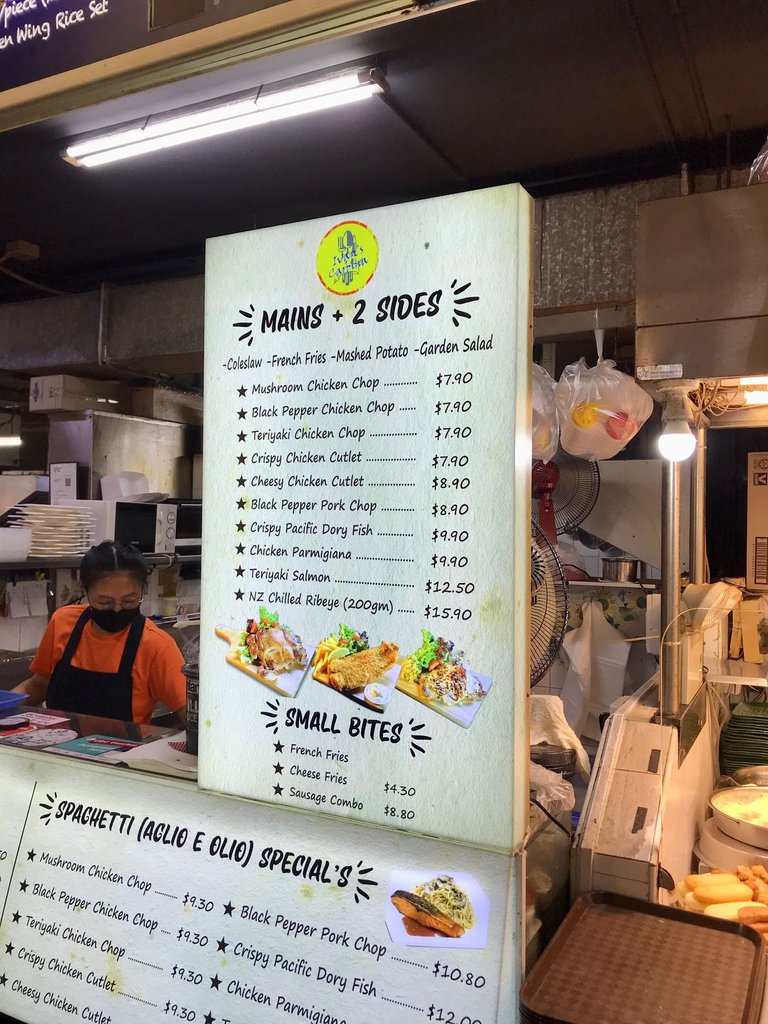 /piece
en Wing Rice Set
Ivan's
Carolina
MAINS + 2 SIDES
-Coleslaw -French Fries -Mashed Potato -Garden Salad
★ Mushroom Chicken Chop ............ $7.90
★ Black Pepper Chicken Chop ...... $7.90
★ Teriyaki Chicken Chop ................. $7.90
★ Crispy Chicken Cutlet .................. $7.90
★ Cheesy Chicken Cutlet ................. $8.90
★ Black Pepper Pork Chop ............. $8.90
★ Crispy Pacific Dory Fish .............. $9.90
★ Chicken Parmigiana ..................... $9.90
★ Teriyaki Salmon ............................ $12.50
★ NZ Chilled Ribeye (200gm) ..... $15.90
SMALL BITES
★ French Fries
★ Cheese Fries $4.30
★ Sausage Combo $8.80
SPAGHETTI (AGLIO E OLIO) SPECIAL'S
★ Mushroom Chicken Chop ....... $9.30
★ Black Pepper Chicken Chop .... $9.30
★ Teriyaki Chicken Chop ............ $9.30
★ Crispy Chicken Cutlet ............... $9.30
★ Cheesy Chicken Cutlet
★ Black Pepper Pork Chop .......... $10.80
★ Crispy Pacific Dory Fish ........... $12.00
★ Chicken Parmigiana